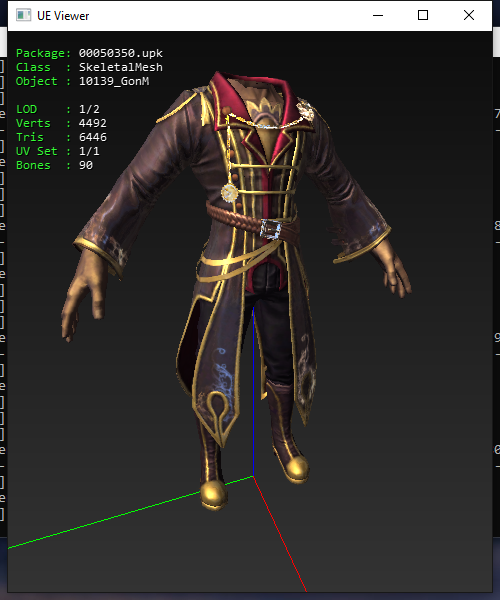 UE Viewer
Package: 00050350.upk
Class : SkeletalMesh
Object : 10139_GonM
LOD : 1/2
Verts : 4492
Tris : 6446
UV Set : 1/1
Bones : 90